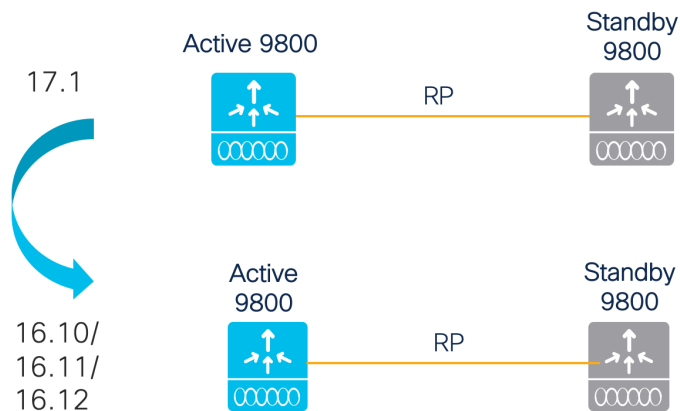 Active 9800
Standby
9800
17.1
RP
Active
9800
Standby
9800
RP
16.10/
16.11/
16.12